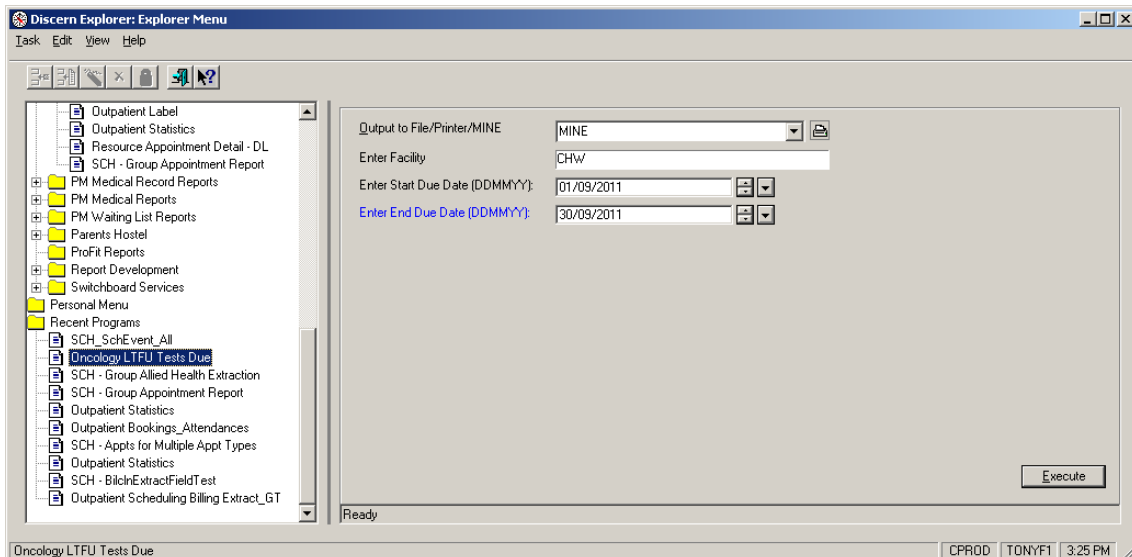 Discern Explorer: Explorer Menu
Task Edit View Help
Outpatient Label
Outpatient Statistics
Resource Appointment Detail - DL
SCH - Group Appointment Report
PM Medical Record Reports
PM Medical Reports
PM Waiting List Reports
Parents Hostel
ProFit Reports
Report Development
Switchboard Services
Personal Menu
Recent Programs
SCH_SchEvent_All
Oncology LTFU Tests Due
SCH - Group Allied Health Extraction
SCH - Group Appointment Report
Outpatient Statistics
Outpatient Bookings_Attendances
SCH - Appts for Multiple Appt Types
Outpatient Statistics
SCH - BilcInExtractFieldTest
Outpatient Scheduling Billing Extract_GT
Output to File/Printer/MINE MINE
Enter Facility CHW
Enter Start Due Date (DDMMYY): 01/09/2011
Enter End Due Date (DDMMYY): 30/09/2011
Execute
Ready
Oncology LTFU Tests Due CPROD TONYF1 3:25 PM